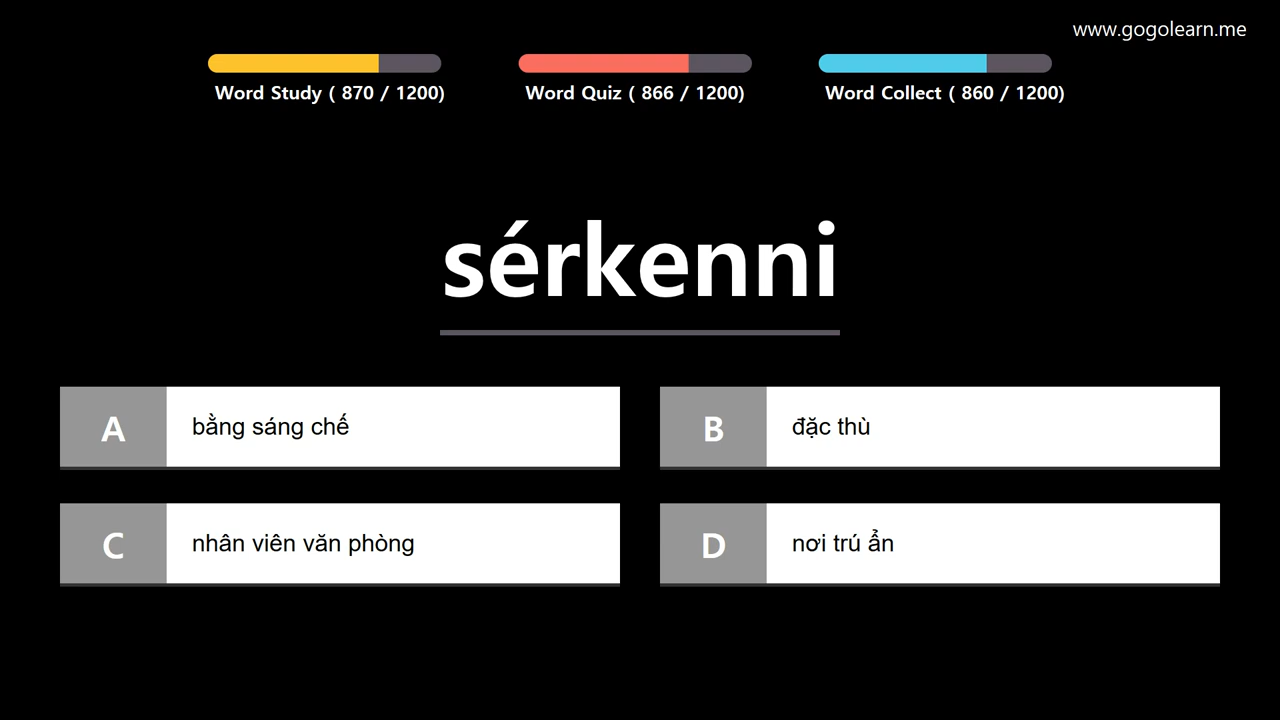 www.gogolearn.me
Word Study ( 870 / 1200)
Word Quiz ( 866 / 1200)
Word Collect ( 860 / 1200)
sérkenni
A
bằng sáng chế
B
đặc thù
C
nhân viên văn phòng
D
nơi trú ẩn